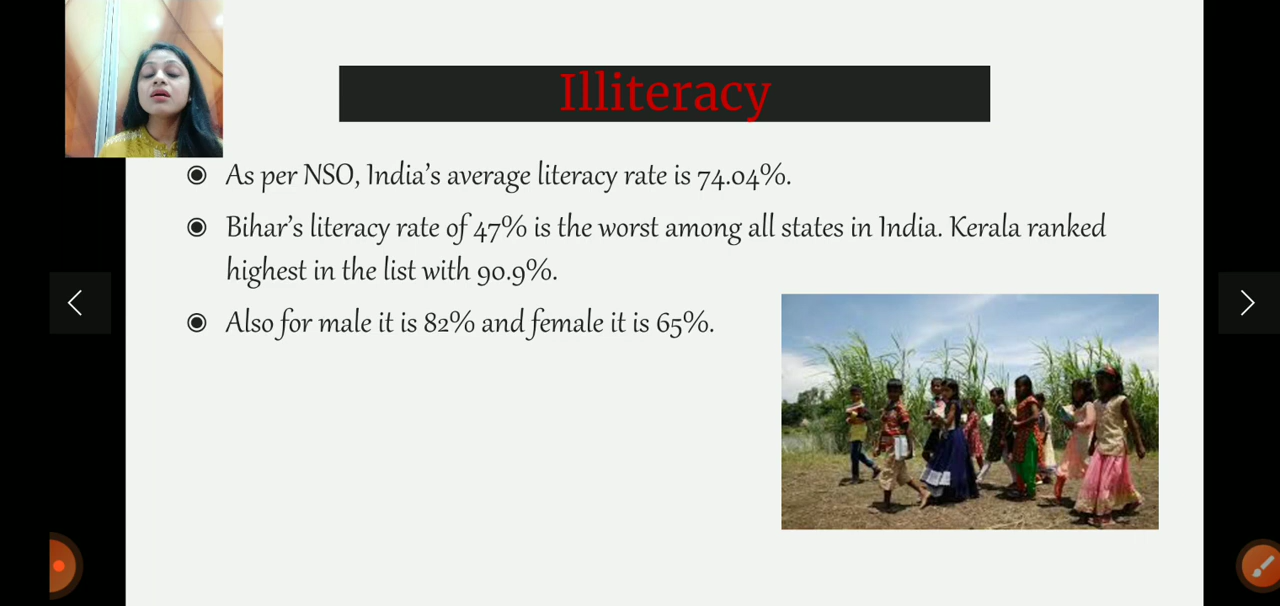 Illiteracy
As per NSO, India's average literacy rate is 74.04%.
Bihar's literacy rate of 47% is the worst among all states in India. Kerala ranked
highest in the list with 90.9%.
Also for male it is 82% and female it is 65%.